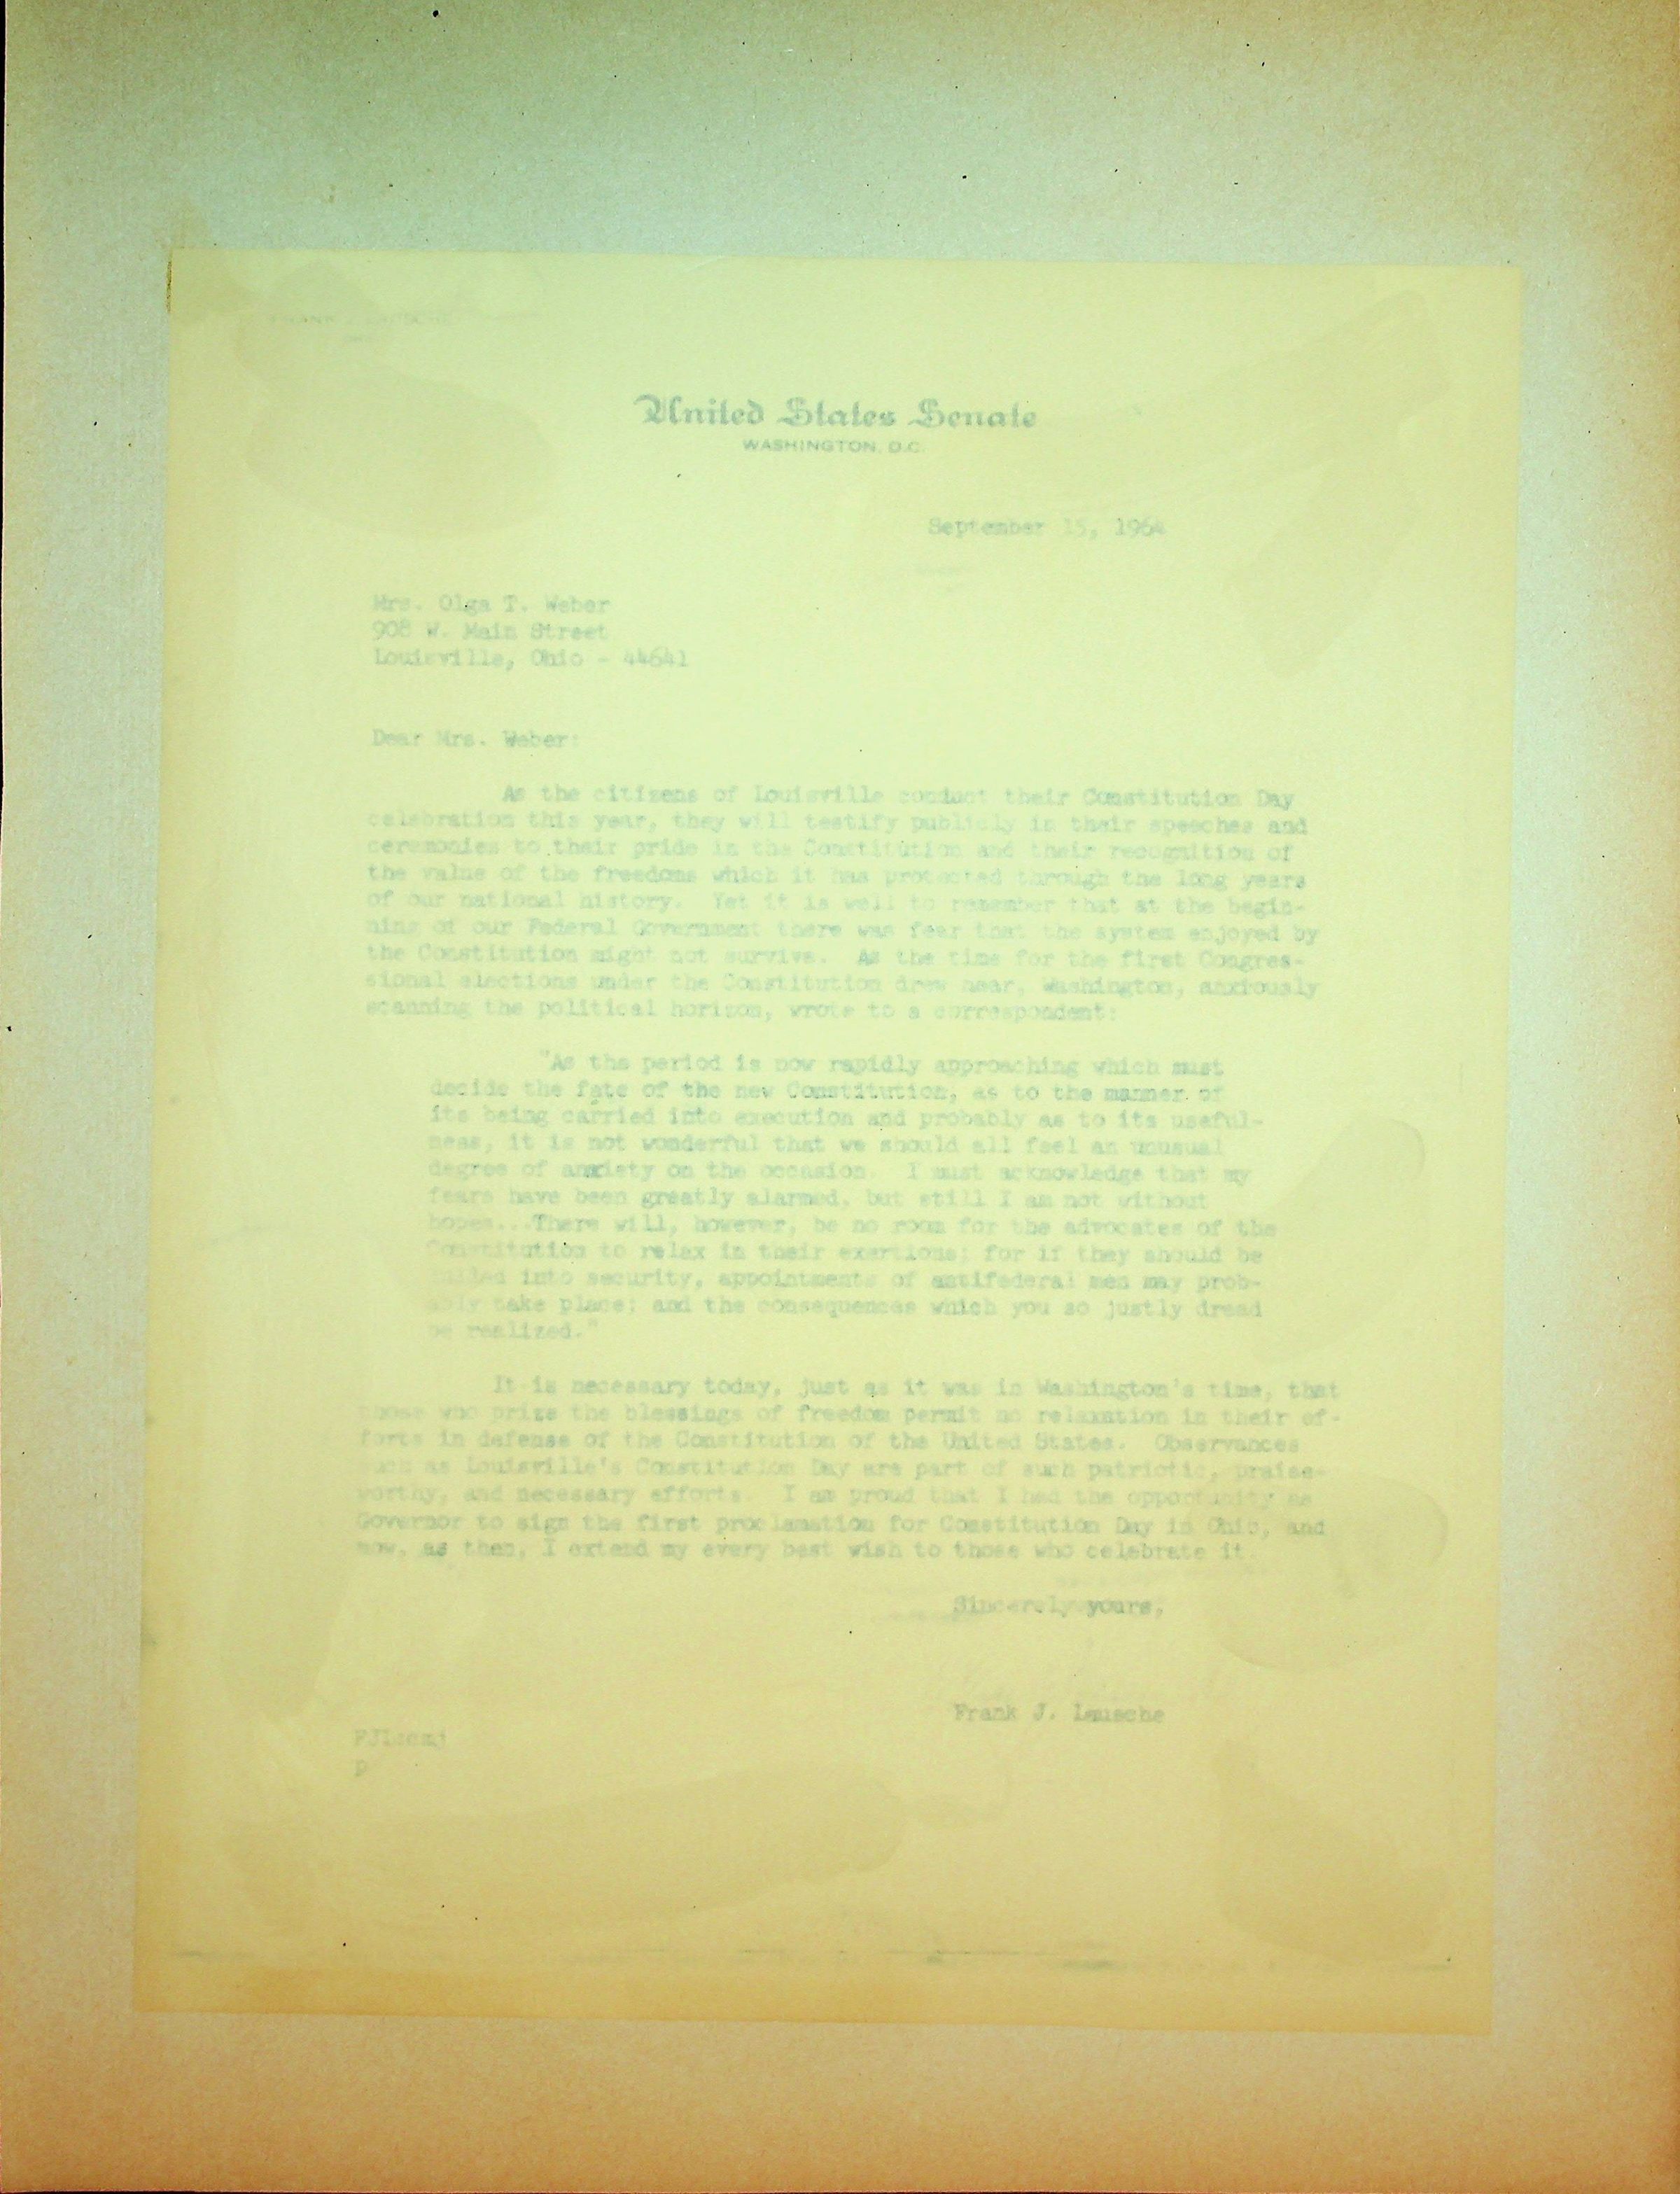 FRANK J. LAUSCHE
United States Senate
WASHINGTON, D.C.
September 15, 1964
Mrs. Olga T. Weber
908 W. Main Street
Louisville, Ohio - 44641
Dear Mrs. Weber:
As the citizens of Louisville conduct their Constitution Day
celebration this year, they will testify publicly in their speeches and
ceremonies to their pride in the Constitution and their recognition of
the value of the freedoms which it has protected through the long years
of our national history. Yet it is well to remember that at the begin-
ning of our Federal Government there was fear that the system enjoyed by
the Constitution might not survive. As the time for the first Congres-
sional elections under the Constitution drew near, Washington, anxiously
scanning the political horizon, wrote to a correspondent:
"As the period is now rapidly approaching which must
decide the fate of the new Constitution, as to the manner of
its being carried into execution and probably as to its useful-
ness, it is not wonderful that we should all feel an unusual
degree of anxiety on the occasion. I must acknowledge that my
fears have been greatly alarmed, but still I am not without
hopes...There will, however, be no room for the advocates of the
Constitution to relax in their exertions; for if they should be
lulled into security, appointments of antifederal men may prob-
ably take place; and the consequences which you so justly dread
be realized."
It is necessary today, just as it was in Washington's time, that
those who prize the blessings of freedom permit no relaxation in their ef-
forts in defense of the Constitution of the United States. Observances
such as Louisville's Constitution Day are part of such patriotic, praise-
worthy, and necessary efforts. I am proud that I had the opportunity as
Governor to sign the first proclamation for Constitution Day in Ohio, and
now, as then, I extend my every best wish to those who celebrate it.
Sincerely yours,
Frank J. Lausche
P